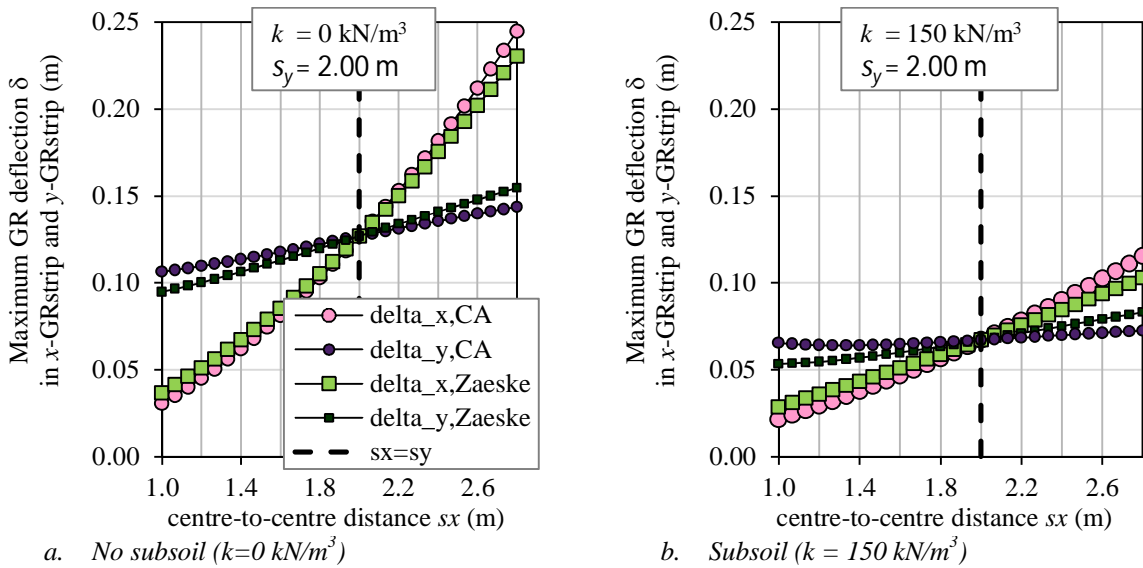 Maximum GR deflection δ
in x-GRstrip and y-GRstrip (m)
0.25
0.20
0.15
0.10
0.05
0.00
k = 0 kN/m³
sy = 2.00 m
delta_x,CA
delta_y,CA
delta_x,Zaeske
delta_y,Zaeske
sx=sy
1.0 1.4 1.8 2.2 2.6
centre-to-centre distance sx (m)
a. No subsoil (k=0 kN/m³)
Maximum GR deflection δ
in x-GRstrip and y-GRstrip (m)
0.25
0.20
0.15
0.10
0.05
0.00
k = 150 kN/m³
sy = 2.00 m
1.0 1.4 1.8 2.2 2.6
centre-to-centre distance sx (m)
b. Subsoil (k = 150 kN/m³)